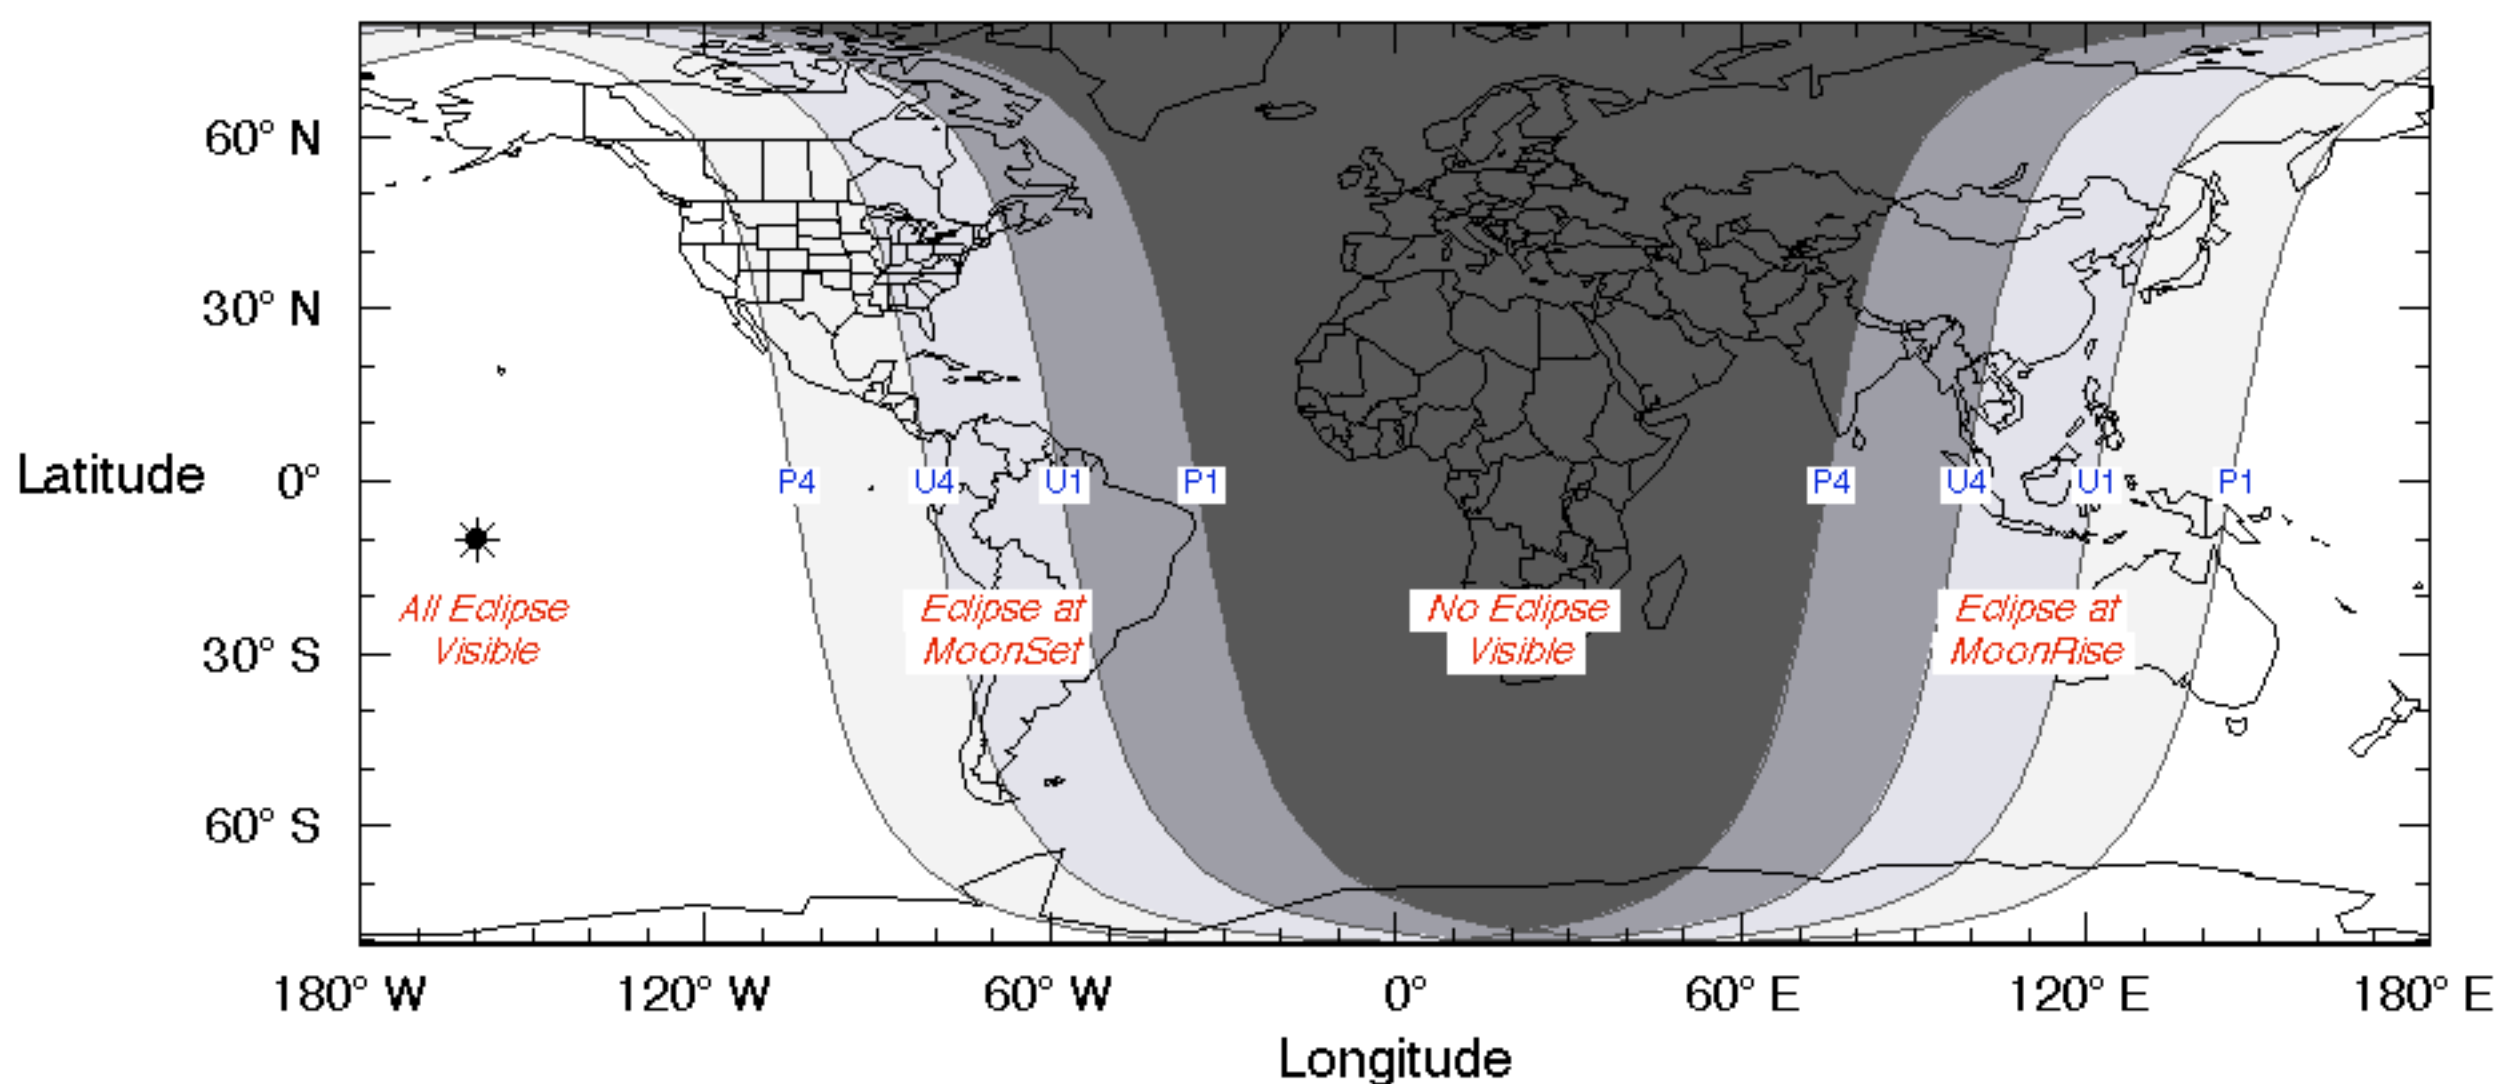 60° N
30° N
Latitude 0°
P4 U4 U1 P1 P4 U4 U1 P1
All Eclipse Visible
Eclipse at MoonSet
No Eclipse Visible
Eclipse at MoonRise
30° S
60° S
180° W 120° W 60° W 0° 60° E 120° E 180° E
Longitude